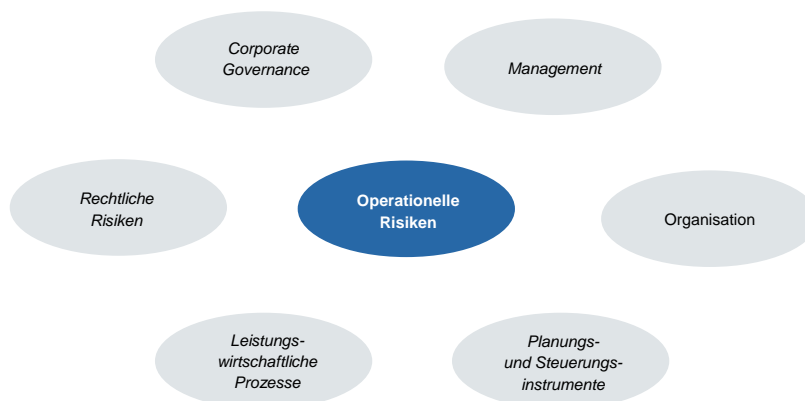 Corporate
Governance
Management
Rechtliche
Risiken
Operationelle
Risiken
Organisation
Leistungs-
wirtschaftliche
Prozesse
Planungs-
und Steuerungs-
instrumente